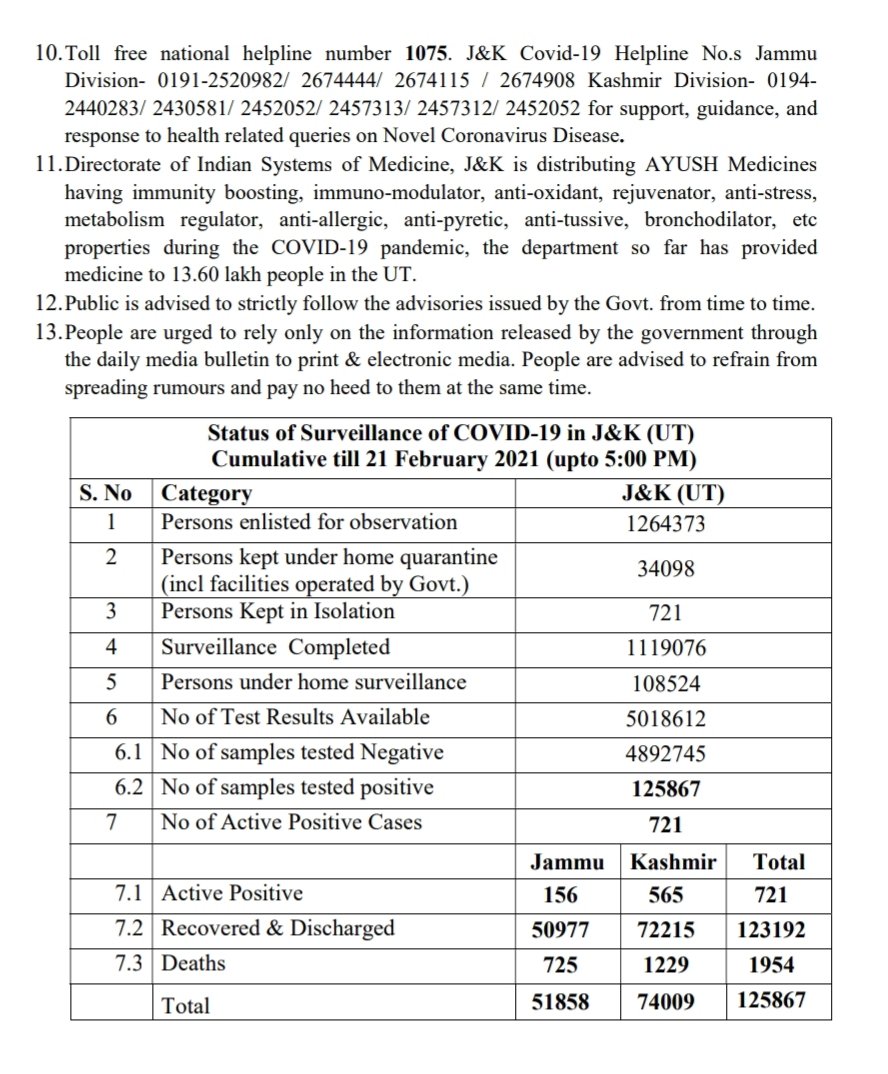 10.Toll free national helpline number 1075. J&K Covid-19 Helpline No.s Jammu
Division- 0191-2520982/ 2674444/ 2674115 / 2674908 Kashmir Division- 0194-
2440283/ 2430581/ 2452052/ 2457313/ 2457312/ 2452052 for support, guidance, and
response to health related queries on Novel Coronavirus Disease.
11.Directorate of Indian Systems of Medicine, J&K is distributing AYUSH Medicines
having immunity boosting, immuno-modulator, anti-oxidant, rejuvenator, anti-stress,
metabolism regulator, anti-allergic, anti-pyretic, anti-tussive, bronchodilator, etc
properties during the COVID-19 pandemic, the department so far has provided
medicine to 13.60 lakh people in the UT.
12.Public is advised to strictly follow the advisories issued by the Govt. from time to time.
13.People are urged to rely only on the information released by the government through
the daily media bulletin to print & electronic media. People are advised to refrain from
spreading rumours and pay no heed to them at the same time.
Status of Surveillance of COVID-19 in J&K (UT)
Cumulative till 21 February 2021 (upto 5:00 PM)
S. No Category J&K (UT)
1 Persons enlisted for observation 1264373
2 Persons kept under home quarantine
(incl facilities operated by Govt.) 34098
3 Persons Kept in Isolation 721
4 Surveillance Completed 1119076
5 Persons under home surveillance 108524
6 No of Test Results Available 5018612
6.1 No of samples tested Negative 4892745
6.2 No of samples tested positive 125867
7 No of Active Positive Cases 721
Jammu Kashmir Total
7.1 Active Positive 156 565 721
7.2 Recovered & Discharged 50977 72215 123192
7.3 Deaths 725 1229 1954
Total 51858 74009 125867